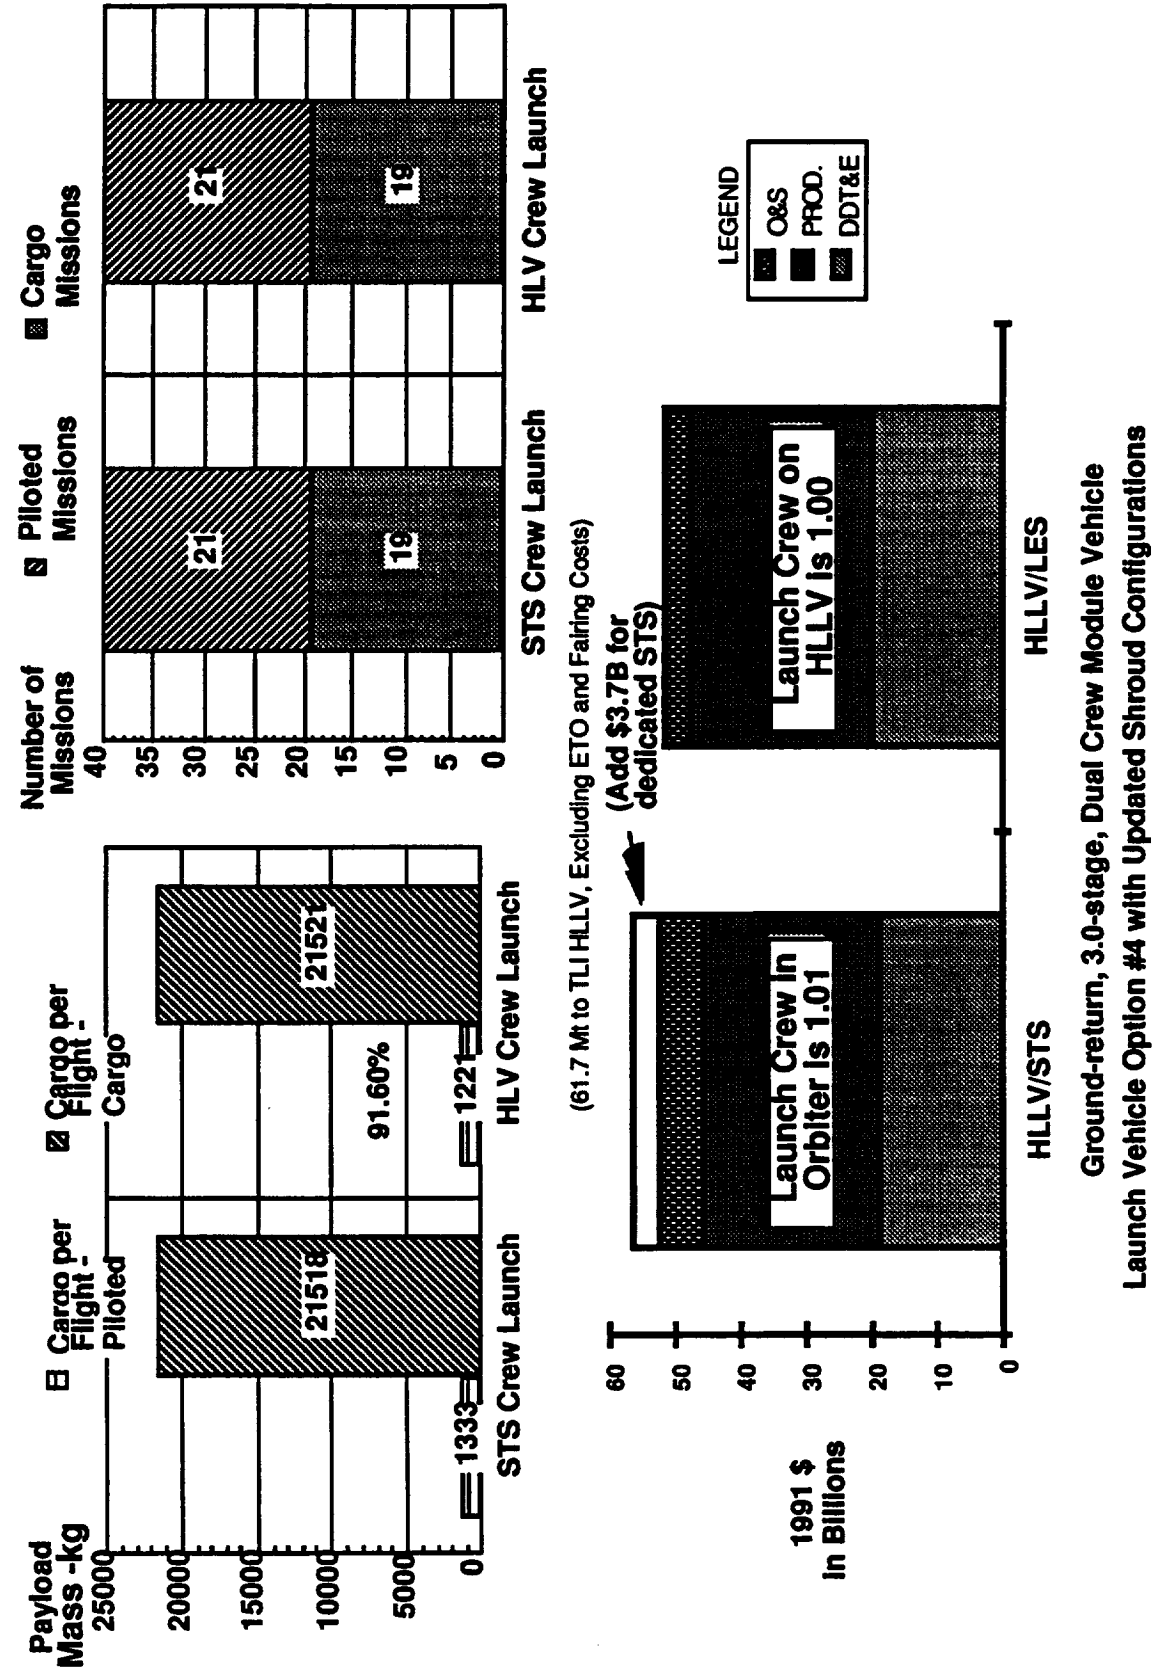 Payload
Mass -kg
Cargo per
Flight -
Piloted
Cargo per
Flight -
Cargo
25000
20000
15000
10000
5000
0
1333
21518
91.60%
1221
21521
STS Crew Launch
HLV Crew Launch
Number of
Missions
Piloted
Missions
Cargo
Missions
40
35
30
25
20
15
10
5
0
21
19
21
19
STS Crew Launch
HLV Crew Launch
(61.7 Mt to TLI HLLV, Excluding ETO and Fairing Costs)
(Add $3.7B for
dedicated STS)
1991 $
in Billions
60
50
40
30
20
10
0
Launch Crew in
Orbiter is 1.01
Launch Crew on
HLLV is 1.00
HLLV/STS
HLLV/LES
LEGEND
O&S
PROD.
DDT&E
Ground-return, 3.0-stage, Dual Crew Module Vehicle
Launch Vehicle Option #4 with Updated Shroud Configurations